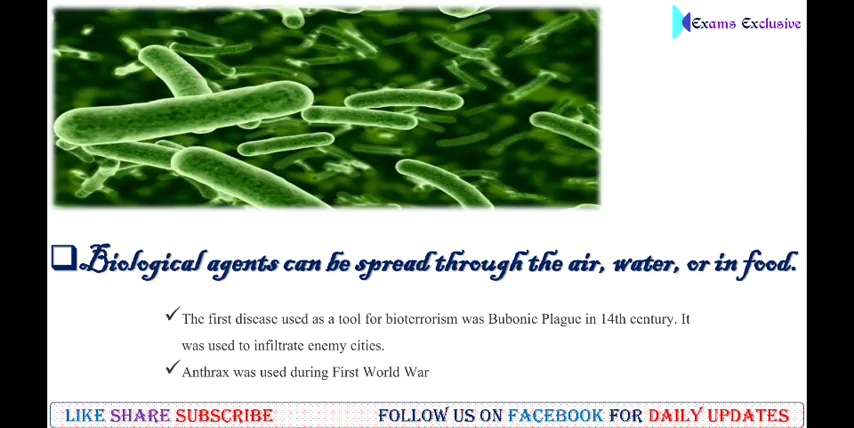 Exams Exclusive
Biological agents can be spread through the air, water, or in food.
The first disease used as a tool for bioterrorism was Bubonic Plague in 14th century. It
was used to infiltrate enemy cities.
Anthrax was used during First World War
LIKE SHARE SUBSCRIBE FOLLOW US ON FACEBOOK FOR DAILY UPDATES